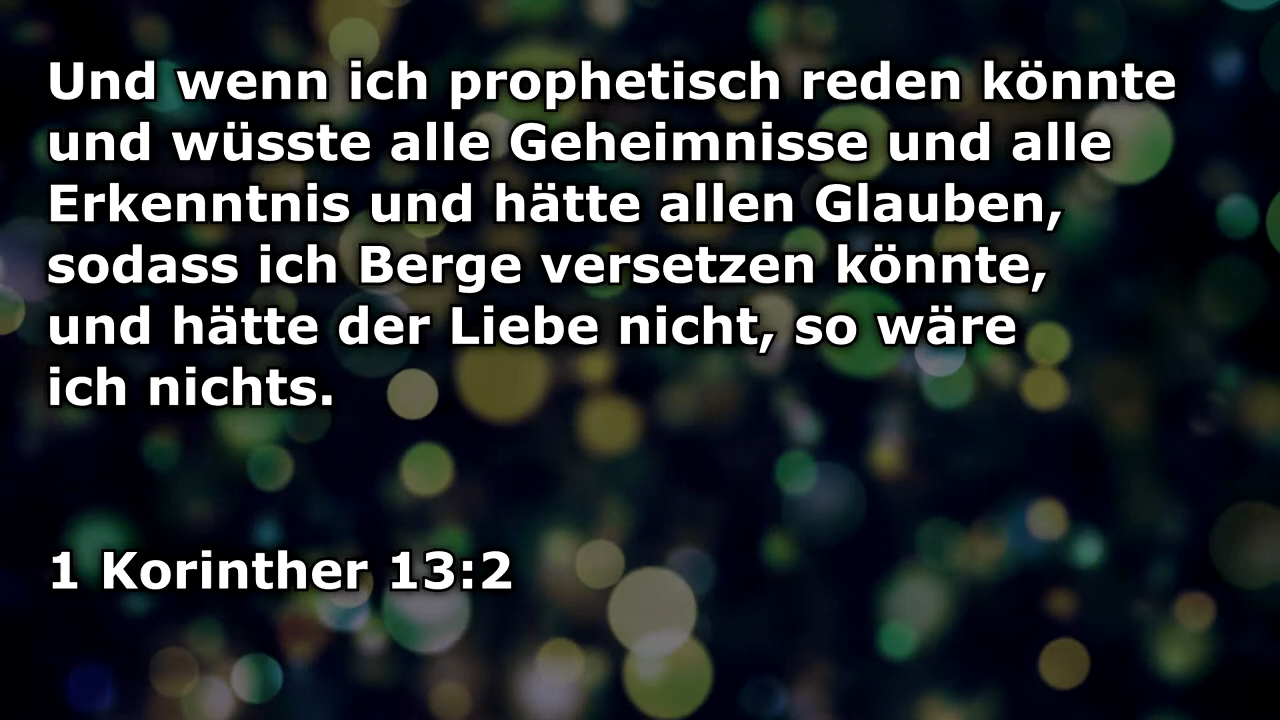 Und wenn ich prophetisch reden könnte
und wüsste alle Geheimnisse und alle
Erkenntnis und hätte allen Glauben,
sodass ich Berge versetzen könnte,
und hätte der Liebe nicht, so wäre
ich nichts.
1 Korinther 13:2